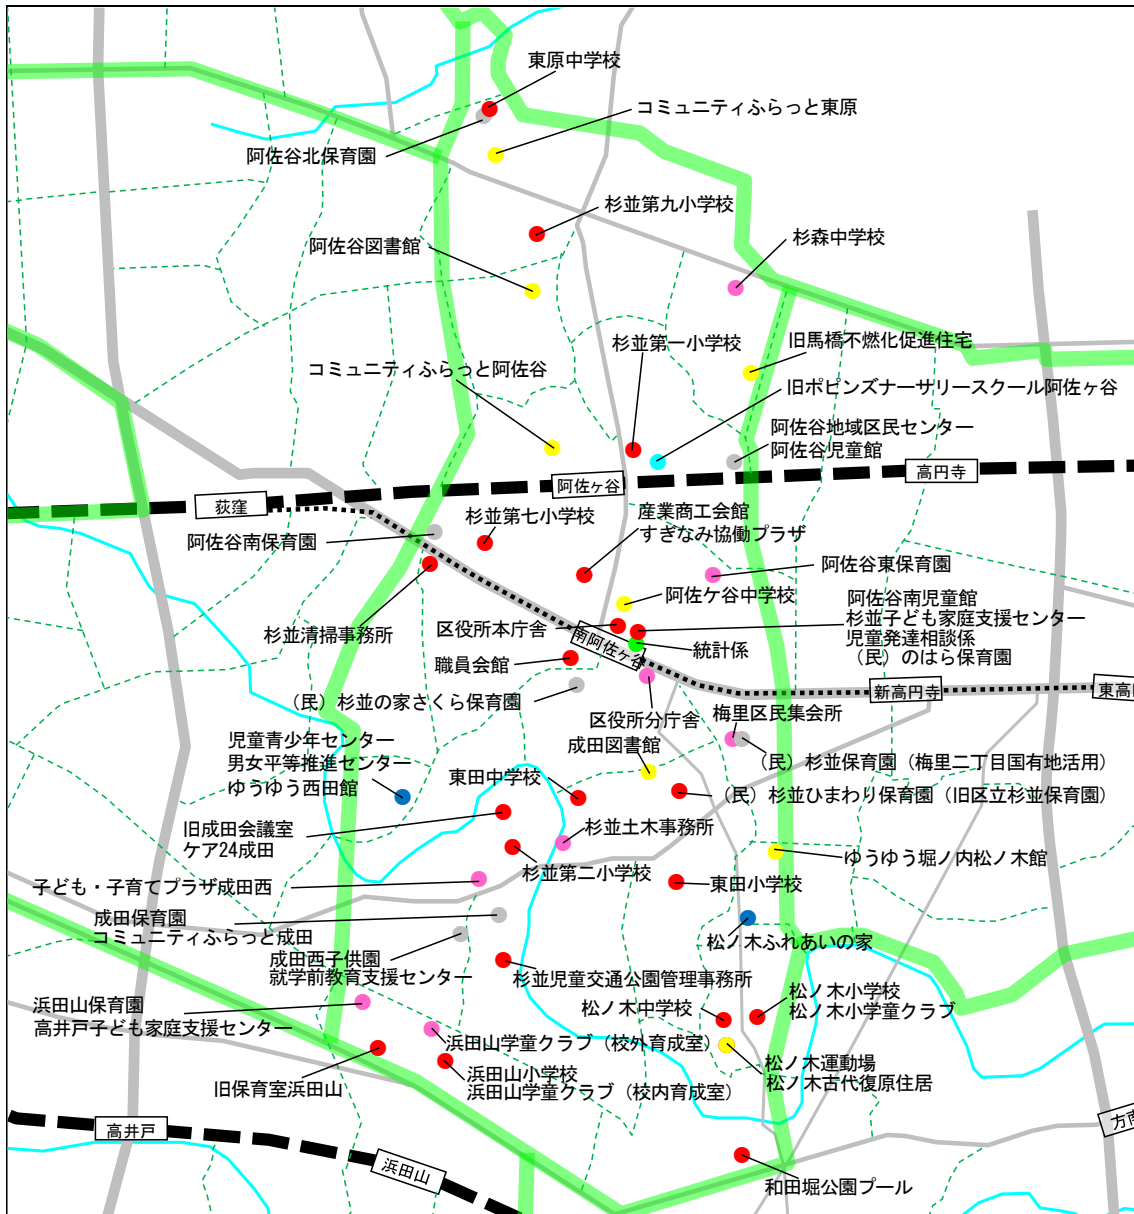 東原中学校
コミュニティふらっと東原
阿佐谷北保育園
杉並第九小学校
杉森中学校
阿佐谷図書館
旧馬橋不燃化促進住宅
杉並第一小学校
コミュニティふらっと阿佐谷
旧ポピンズナーサリースクール阿佐ヶ谷
阿佐谷地域区民センター
阿佐谷児童館
高円寺
阿佐ヶ谷
荻窪
産業商工会館
すぎなみ協働プラザ
杉並第七小学校
阿佐谷南保育園
阿佐谷東保育園
阿佐ケ谷中学校
阿佐谷南児童館
杉並子ども家庭支援センター
児童発達相談係
（民）のはら保育園
杉並清掃事務所
区役所本庁舎
南阿佐ヶ谷
統計係
職員会館
（民）杉並の家さくら保育園
新高円寺
東高円
区役所分庁舎
梅里区民集会所
児童青少年センター
男女平等推進センター
ゆうゆう西田館
成田図書館
（民）杉並保育園（梅里二丁目国有地活用）
東田中学校
（民）杉並ひまわり保育園（旧区立杉並保育園）
旧成田会議室
ケア24成田
杉並土木事務所
ゆうゆう堀ノ内松ノ木館
杉並第二小学校
東田小学校
子ども・子育てプラザ成田西
成田保育園
コミュニティふらっと成田
松ノ木ふれあいの家
成田西子供園
就学前教育支援センター
杉並児童交通公園管理事務所
浜田山保育園
高井戸子ども家庭支援センター
松ノ木中学校
松ノ木小学校
松ノ木小学童クラブ
浜田山学童クラブ（校外育成室）
松ノ木運動場
松ノ木古代復原住居
旧保育室浜田山
浜田山小学校
浜田山学童クラブ（校内育成室）
高井戸
方南
浜田山
和田堀公園プール